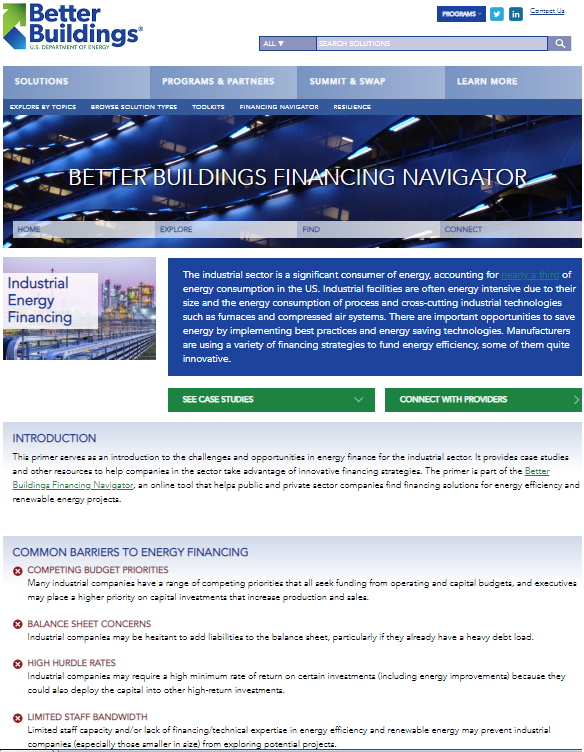 Better
Buildings®
U.S. DEPARTMENT OF ENERGY
PROGRAMS
Contact Us
ALL ▼
SEARCH SOLUTIONS
SOLUTIONS
PROGRAMS & PARTNERS
SUMMIT & SWAP
LEARN MORE
EXPLORE BY TOPICS
BROWSE SOLUTION TYPES
TOOLKITS
FINANCING NAVIGATOR
RESILIENCE
BETTER BUILDINGS FINANCING NAVIGATOR
HOME
EXPLORE
FIND
CONNECT
Industrial
Energy
Financing
The industrial sector is a significant consumer of energy, accounting for nearly a third of
energy consumption in the US. Industrial facilities are often energy intensive due to their
size and the energy consumption of process and cross-cutting industrial technologies
such as furnaces and compressed air systems. There are important opportunities to save
energy by implementing best practices and energy saving technologies. Manufacturers
are using a variety of financing strategies to fund energy efficiency, some of them quite
innovative.
SEE CASE STUDIES
CONNECT WITH PROVIDERS
INTRODUCTION
This primer serves as an introduction to the challenges and opportunities in energy finance for the industrial sector. It provides case studies
and other resources to help companies in the sector take advantage of innovative financing strategies. The primer is part of the Better
Buildings Financing Navigator, an online tool that helps public and private sector companies find financing solutions for energy efficiency and
renewable energy projects.
COMMON BARRIERS TO ENERGY FINANCING
COMPETING BUDGET PRIORITIES
Many industrial companies have a range of competing priorities that all seek funding from operating and capital budgets, and executives
may place a higher priority on capital investments that increase production and sales.
BALANCE SHEET CONCERNS
Industrial companies may be hesitant to add liabilities to the balance sheet, particularly if they already have a heavy debt load.
HIGH HURDLE RATES
Industrial companies may require a high minimum rate of return on certain investments (including energy improvements) because they
could also deploy the capital into other high-return investments.
LIMITED STAFF BANDWIDTH
Limited staff capacity and/or lack of financing/technical expertise in energy efficiency and renewable energy may prevent industrial
companies (especially those smaller in size) from exploring potential projects.